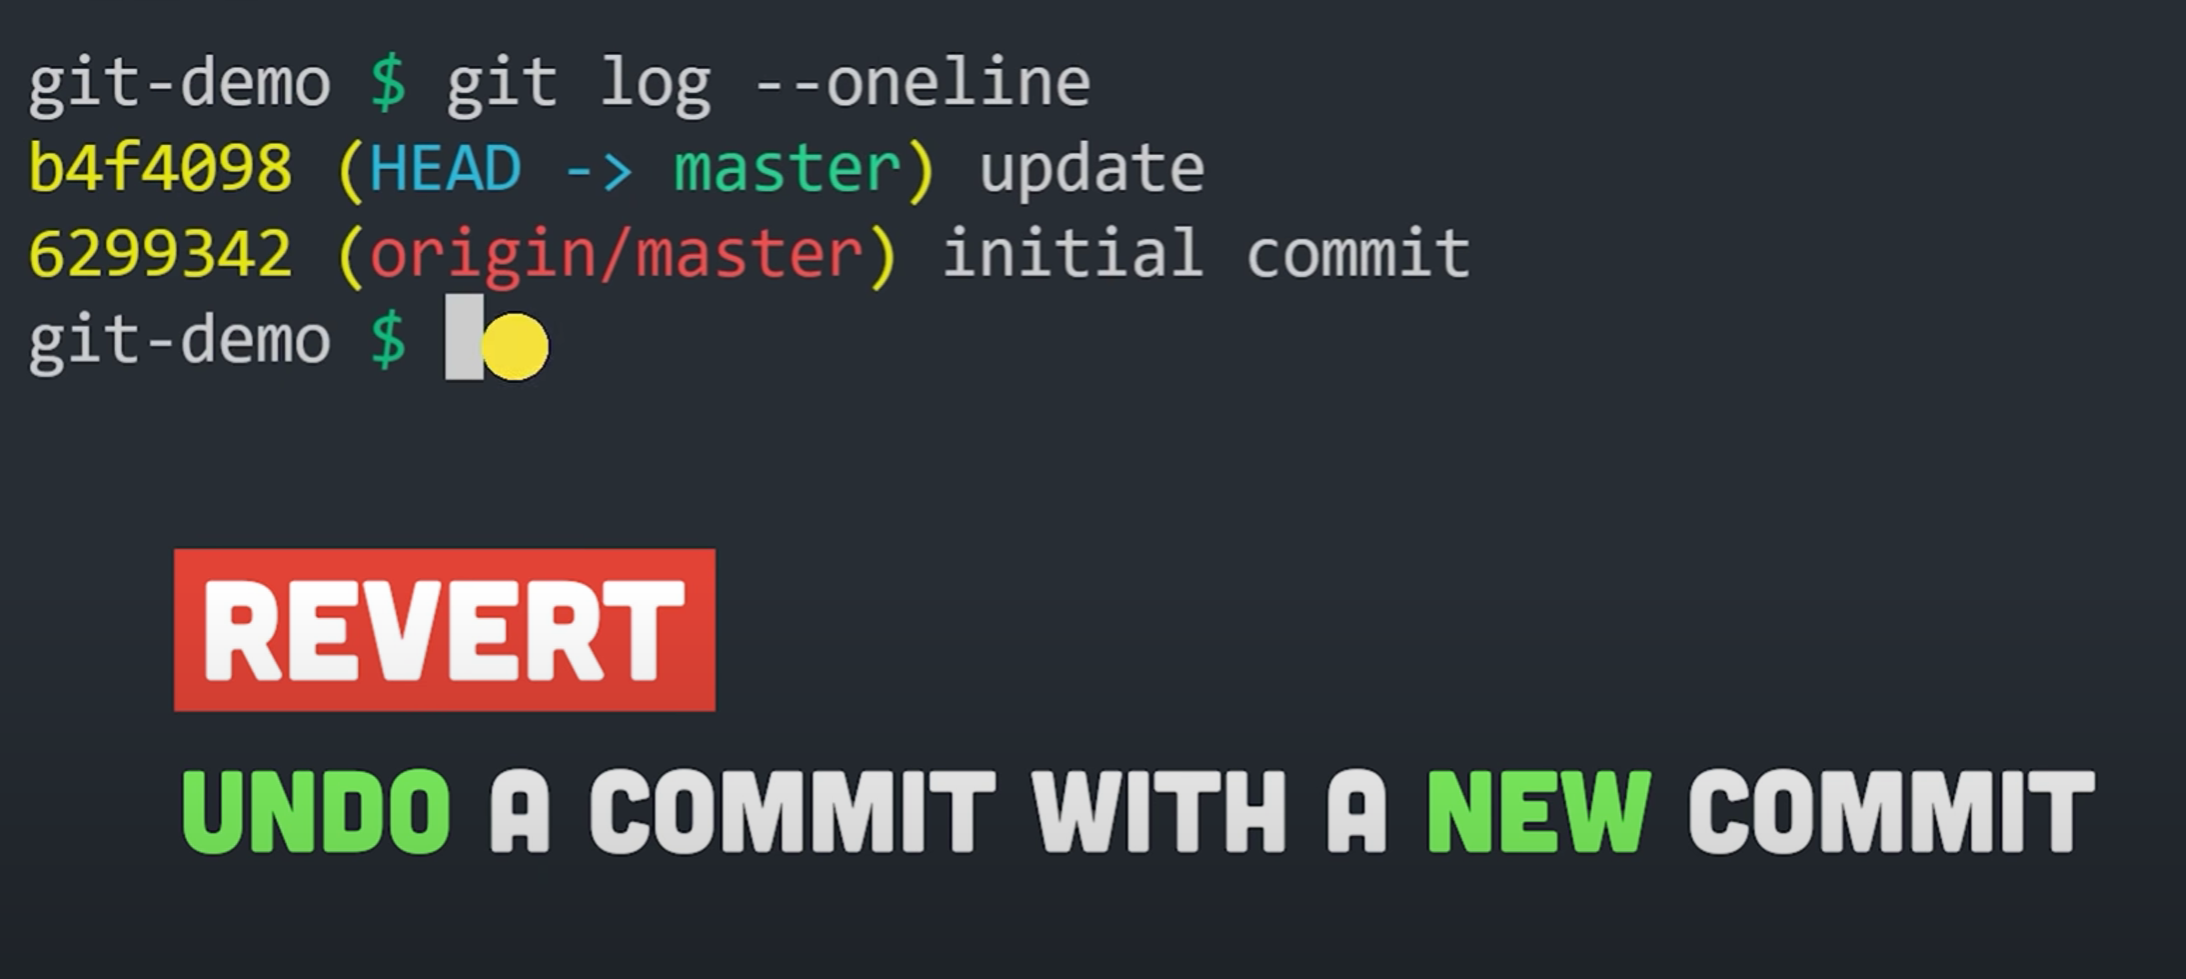 git-demo $ git log --oneline
b4f4098 (HEAD -> master) update
6299342 (origin/master) initial commit
git-demo $
REVERT
UNDO A COMMIT WITH A NEW COMMIT